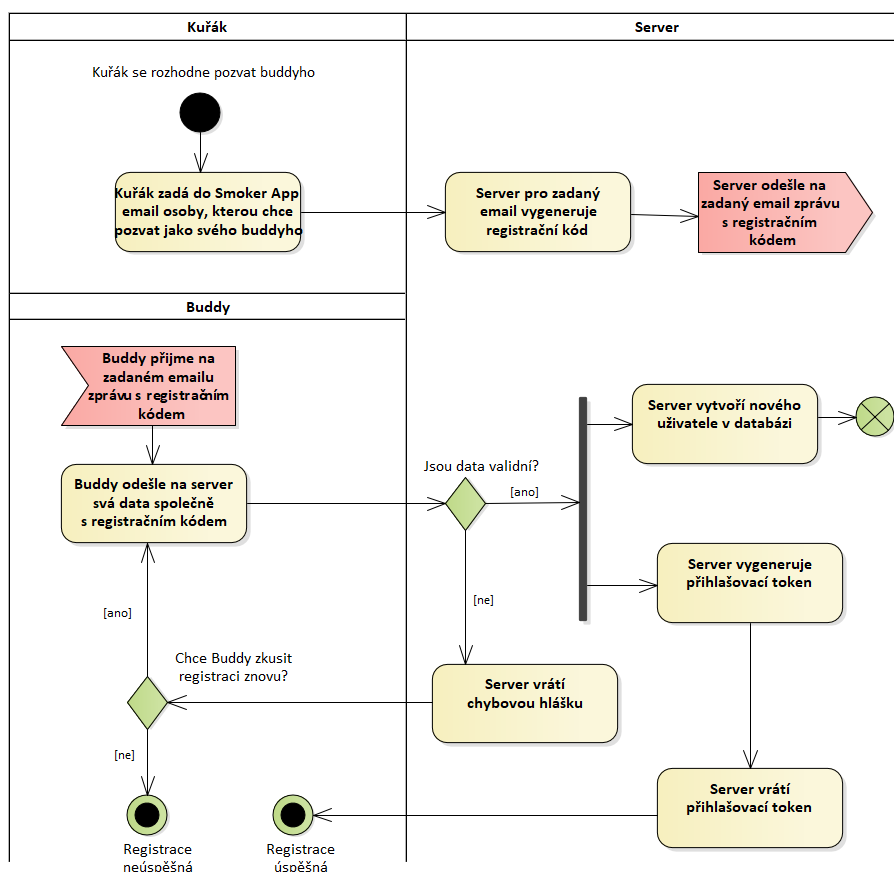 Kuřák
Server
Kuřák se rozhodne pozvat buddyho
Kuřák zadá do Smoker App
email osoby, kterou chce
pozvat jako svého buddyho
Server pro zadaný
email vygeneruje
registrační kód
Server odešle na
zadaný email zprávu
s registračním
kódem
Buddy
Buddy přijme na
zadaném emailu
zprávu s registračním
kódem
Server vytvoří nového
uživatele v databázi
Jsou data validní?
[ano]
Buddy odešle na server
svá data společně
s registračním kódem
Server vygeneruje
přihlašovací token
[ano]
[ne]
Chce Buddy zkusit
registraci znovu?
Server vrátí
chybovou hlášku
[ne]
Server vrátí
přihlašovací token
Registrace
neúspěšná
Registrace
úspěšná